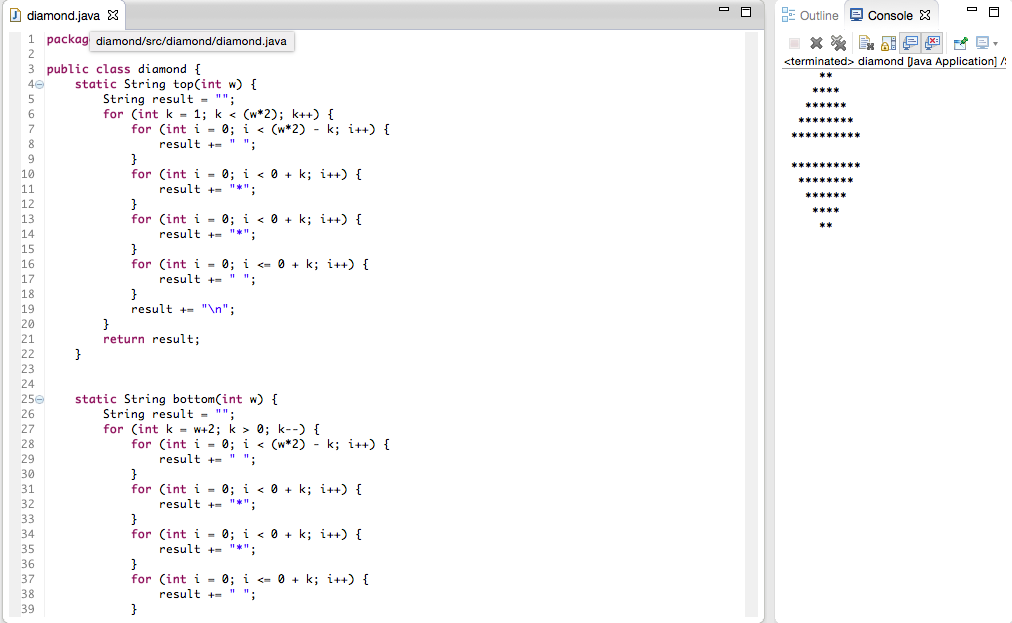 diamond.java
1 packag
diamond/src/diamond/diamond.java
2
3 public class diamond {
4     static String top(int w) {
5         String result = "";
6         for (int k = 1; k < (w*2); k++) {
7             for (int i = 0; i < (w*2) - k; i++) {
8                 result += " ";
9             }
10             for (int i = 0; i < 0 + k; i++) {
11                 result += "*";
12             }
13             for (int i = 0; i < 0 + k; i++) {
14                 result += "*";
15             }
16             for (int i = 0; i <= 0 + k; i++) {
17                 result += " ";
18             }
19             result += "\n";
20         }
21         return result;
22     }
23
24
25     static String bottom(int w) {
26         String result = "";
27         for (int k = w+2; k > 0; k--) {
28             for (int i = 0; i < (w*2) - k; i++) {
29                 result += " ";
30             }
31             for (int i = 0; i < 0 + k; i++) {
32                 result += "*";
33             }
34             for (int i = 0; i < 0 + k; i++) {
35                 result += "*";
36             }
37             for (int i = 0; i <= 0 + k; i++) {
38                 result += " ";
39             }
Outline Console
<terminated> diamond [Java Application] /S
     **
    ****
   ******
  ********
 **********

 **********
  ********
   ******
    ****
     **